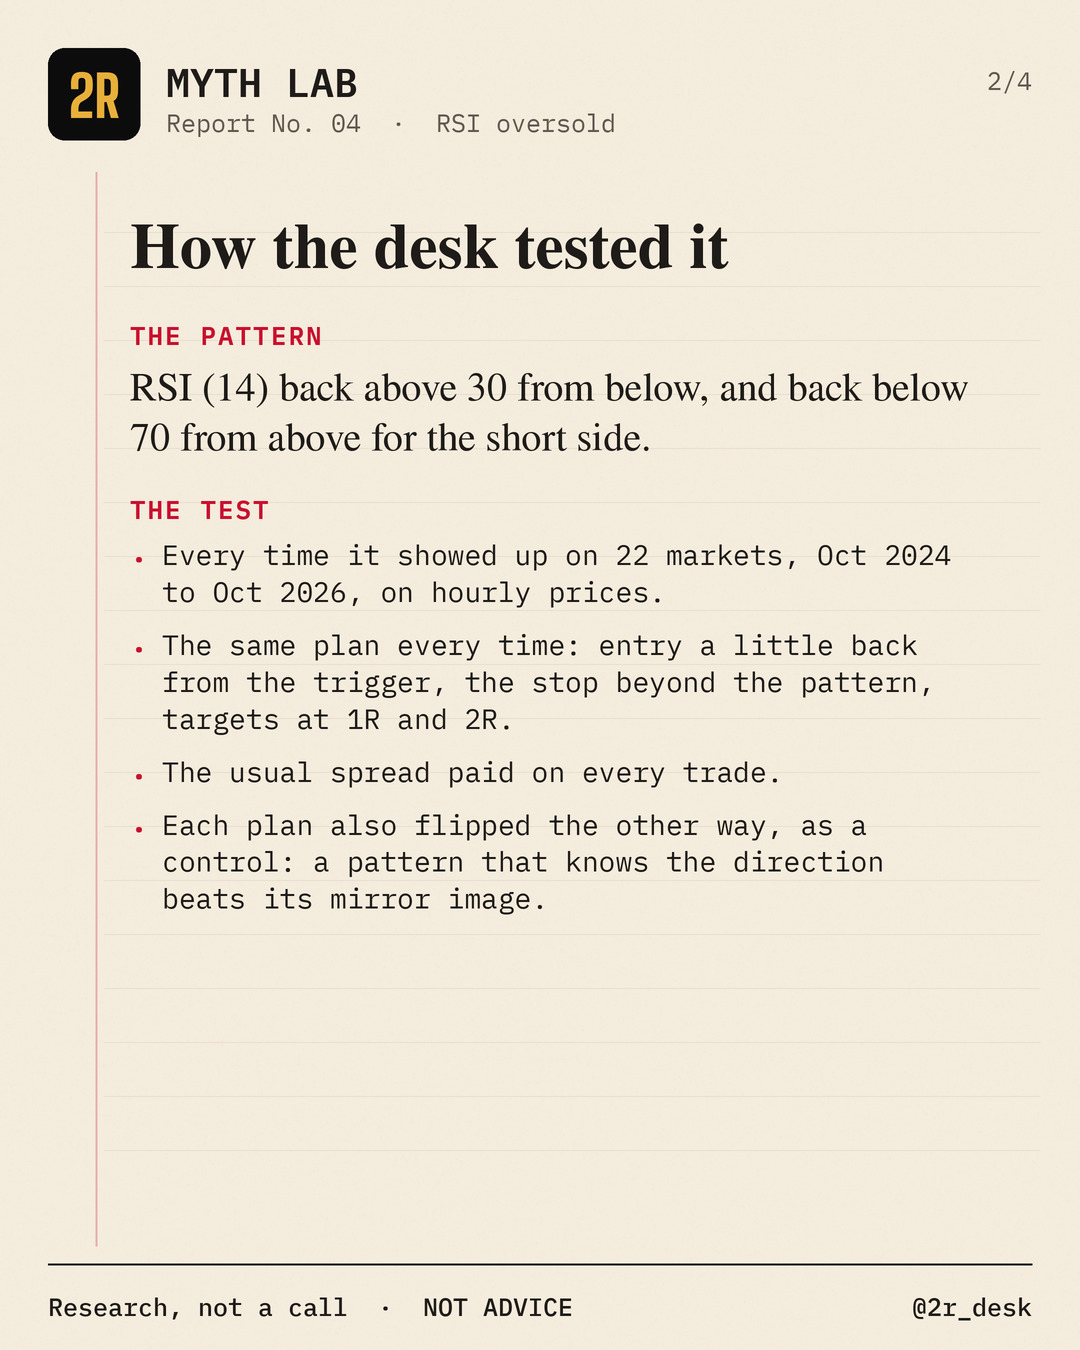 2R
MYTH LAB
2/4
Report No. 04 · RSI oversold
How the desk tested it
THE PATTERN
RSI (14) back above 30 from below, and back below
70 from above for the short side.
THE TEST
• Every time it showed up on 22 markets, Oct 2024
to Oct 2026, on hourly prices.
• The same plan every time: entry a little back
from the trigger, the stop beyond the pattern,
targets at 1R and 2R.
• The usual spread paid on every trade.
• Each plan also flipped the other way, as a
control: a pattern that knows the direction
beats its mirror image.
Research, not a call · NOT ADVICE
@2r_desk